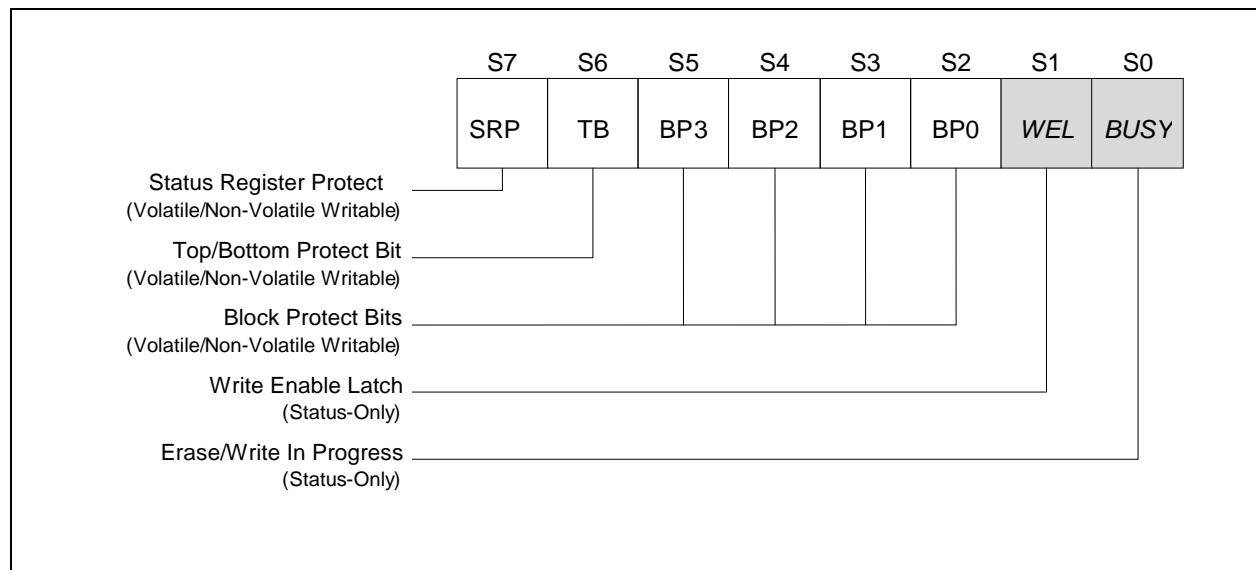 S7 S6 S5 S4 S3 S2 S1 S0
SRP TB BP3 BP2 BP1 BP0 WEL BUSY
Status Register Protect
(Volatile/Non-Volatile Writable)
Top/Bottom Protect Bit
(Volatile/Non-Volatile Writable)
Block Protect Bits
(Volatile/Non-Volatile Writable)
Write Enable Latch
(Status-Only)
Erase/Write In Progress
(Status-Only)